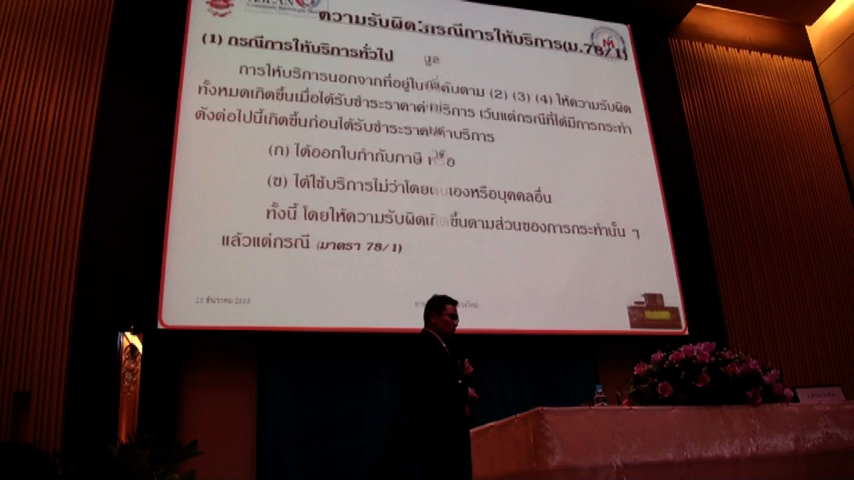 ความรับผิด:กรณีการให้บริการ(ม.78/1)
(1) กรณีการให้บริการทั่วไป
การให้บริการนอกจากที่อยู่ในบังคับตาม (2) (3) (4) ให้ความรับผิด
ทั้งหมดเกิดขึ้นเมื่อได้รับชำระราคาค่าบริการ เว้นแต่กรณีที่ได้มีการกระทำ
ดังต่อไปนี้เกิดขึ้นก่อนได้รับชำระราคาค่าบริการ
(ก) ได้ออกใบกำกับภาษี หรือ
(ข) ได้ใช้บริการไม่ว่าโดยตนเองหรือบุคคลอื่น
ทั้งนี้ โดยให้ความรับผิดเกิดขึ้นตามส่วนของการกระทำนั้น ๆ
แล้วแต่กรณี (มาตรา 78/1)
25 ธันวาคม